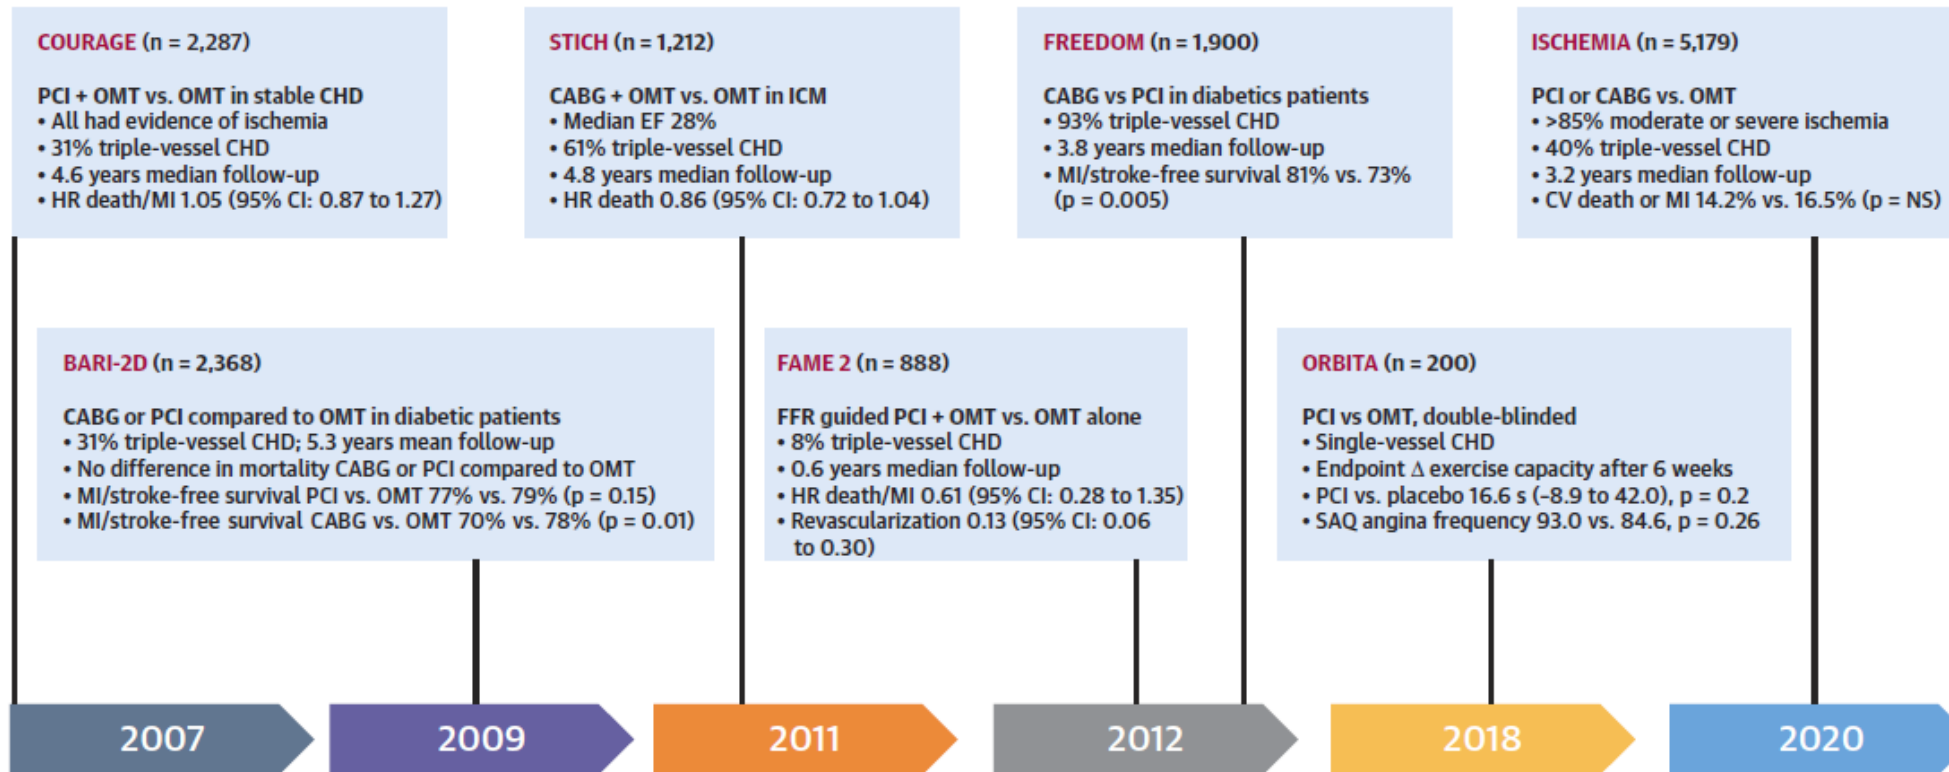 COURAGE (n = 2,287)
PCI + OMT vs. OMT in stable CHD
• All had evidence of ischemia
• 31% triple-vessel CHD
• 4.6 years median follow-up
• HR death/MI 1.05 (95% CI: 0.87 to 1.27)
STICH (n = 1,212)
CABG + OMT vs. OMT in ICM
• Median EF 28%
• 61% triple-vessel CHD
• 4.8 years median follow-up
• HR death 0.86 (95% CI: 0.72 to 1.04)
FREEDOM (n = 1,900)
CABG vs PCI in diabetics patients
• 93% triple-vessel CHD
• 3.8 years median follow-up
• MI/stroke-free survival 81% vs. 73%
(p = 0.005)
ISCHEMIA (n = 5,179)
PCI or CABG vs. OMT
• >85% moderate or severe ischemia
• 40% triple-vessel CHD
• 3.2 years median follow-up
• CV death or MI 14.2% vs. 16.5% (p = NS)
BARI-2D (n = 2,368)
CABG or PCI compared to OMT in diabetic patients
• 31% triple-vessel CHD; 5.3 years mean follow-up
• No difference in mortality CABG or PCI compared to OMT
• MI/stroke-free survival PCI vs. OMT 77% vs. 79% (p = 0.15)
• MI/stroke-free survival CABG vs. OMT 70% vs. 78% (p = 0.01)
FAME 2 (n = 888)
FFR guided PCI + OMT vs. OMT alone
• 8% triple-vessel CHD
• 0.6 years median follow-up
• HR death/MI 0.61 (95% CI: 0.28 to 1.35)
• Revascularization 0.13 (95% CI: 0.06
to 0.30)
ORBITA (n = 200)
PCI vs OMT, double-blinded
• Single-vessel CHD
• Endpoint Δ exercise capacity after 6 weeks
• PCI vs. placebo 16.6 s (–8.9 to 42.0), p = 0.2
• SAQ angina frequency 93.0 vs. 84.6, p = 0.26
2007
2009
2011
2012
2018
2020